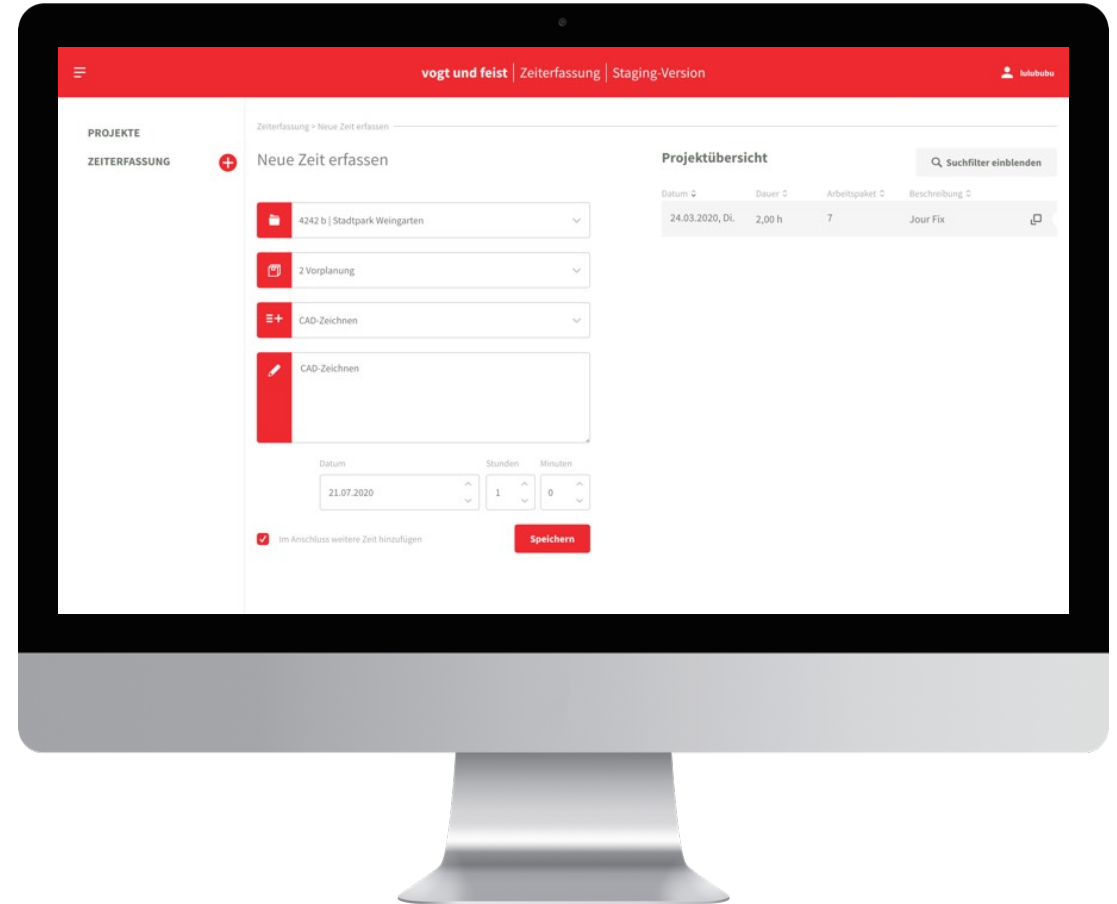 vogt und feist | Zeiterfassung | Staging-Version
lulububu
PROJEKTE
ZEITERFASSUNG
Zeiterfassung > Neue Zeit erfassen
Neue Zeit erfassen
4242 b | Stadtpark Weingarten
2 Vorplanung
CAD-Zeichnen
CAD-Zeichnen
Datum Stunden Minuten
21.07.2020 1 0
Im Anschluss weitere Zeit hinzufügen
Speichern
Projektübersicht
Suchfilter einblenden
Datum Dauer Arbeitspaket Beschreibung
24.03.2020, Di. 2,00 h 7 Jour Fix